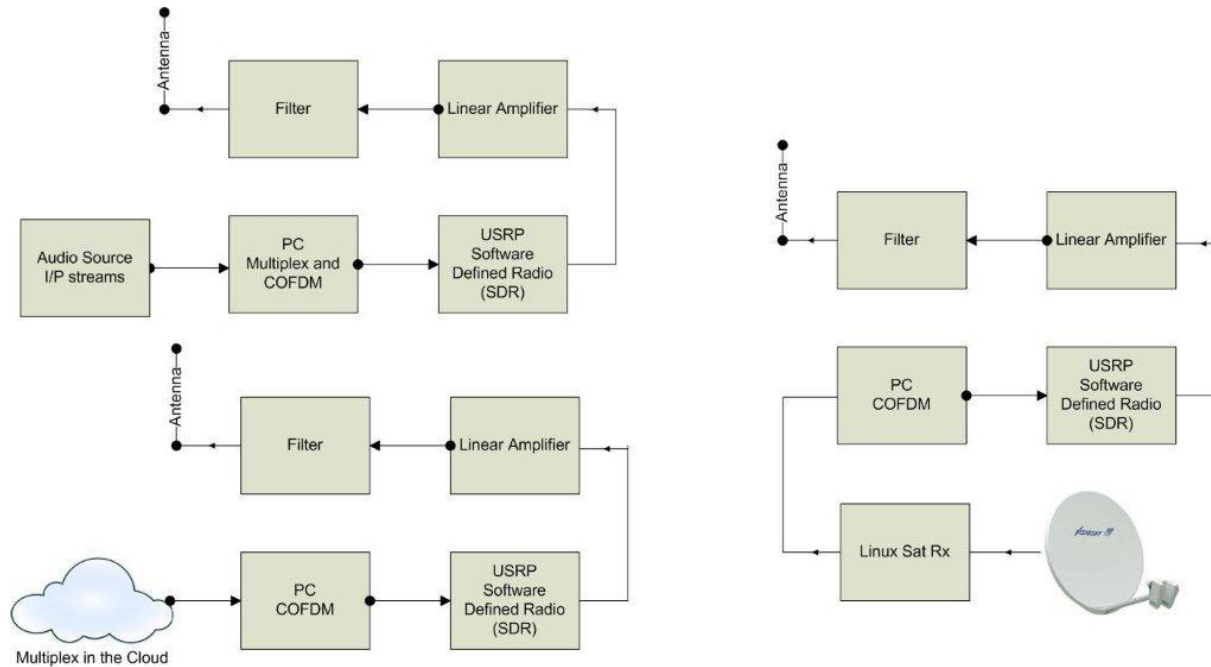 Antenna
Filter
Linear Amplifier
Audio Source
I/P streams
PC
Multiplex and
COFDM
USRP
Software
Defined Radio
(SDR)
Antenna
Filter
Linear Amplifier
Multiplex in the Cloud
PC
COFDM
USRP
Software
Defined Radio
(SDR)
Antenna
Filter
Linear Amplifier
PC
COFDM
USRP
Software
Defined Radio
(SDR)
Linux Sat Rx